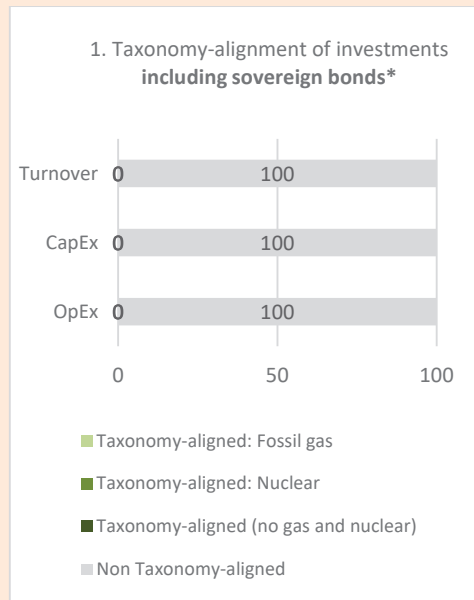 1. Taxonomy-alignment of investments
including sovereign bonds*
Turnover 0 100
CapEx 0 100
OpEx 0 100
0 50 100
Taxonomy-aligned: Fossil gas
Taxonomy-aligned: Nuclear
Taxonomy-aligned (no gas and nuclear)
Non Taxonomy-aligned